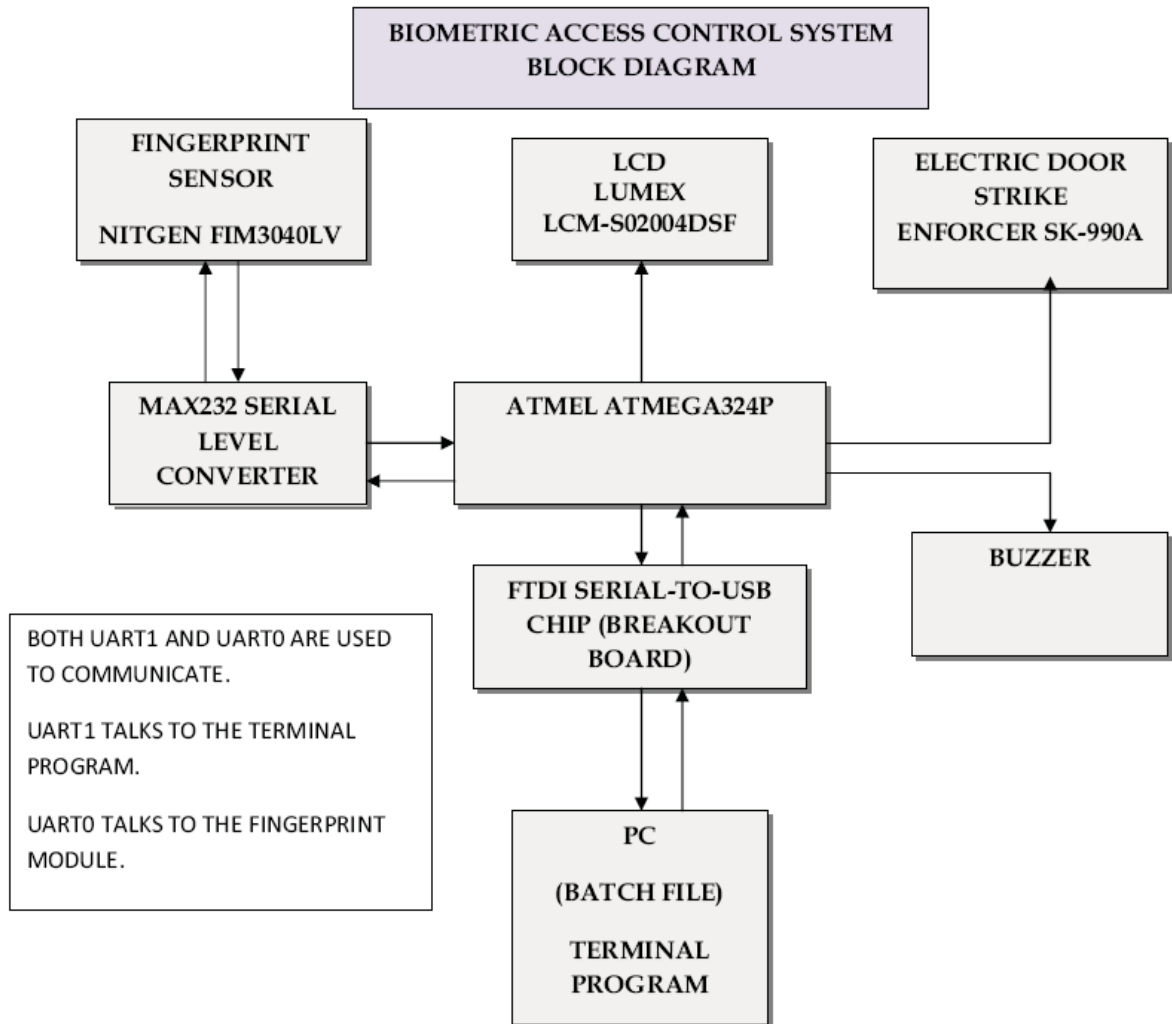 BIOMETRIC ACCESS CONTROL SYSTEM
BLOCK DIAGRAM
FINGERPRINT
SENSOR
NITGEN FIM3040LV
LCD
LUMEX
LCM-S02004DSF
ELECTRIC DOOR
STRIKE
ENFORCER SK-990A
MAX232 SERIAL
LEVEL
CONVERTER
ATMEL ATMEGA324P
BUZZER
FTDI SERIAL-TO-USB
CHIP (BREAKOUT
BOARD)
BOTH UART1 AND UART0 ARE USED
TO COMMUNICATE.
UART1 TALKS TO THE TERMINAL
PROGRAM.
UART0 TALKS TO THE FINGERPRINT
MODULE.
PC
(BATCH FILE)
TERMINAL
PROGRAM